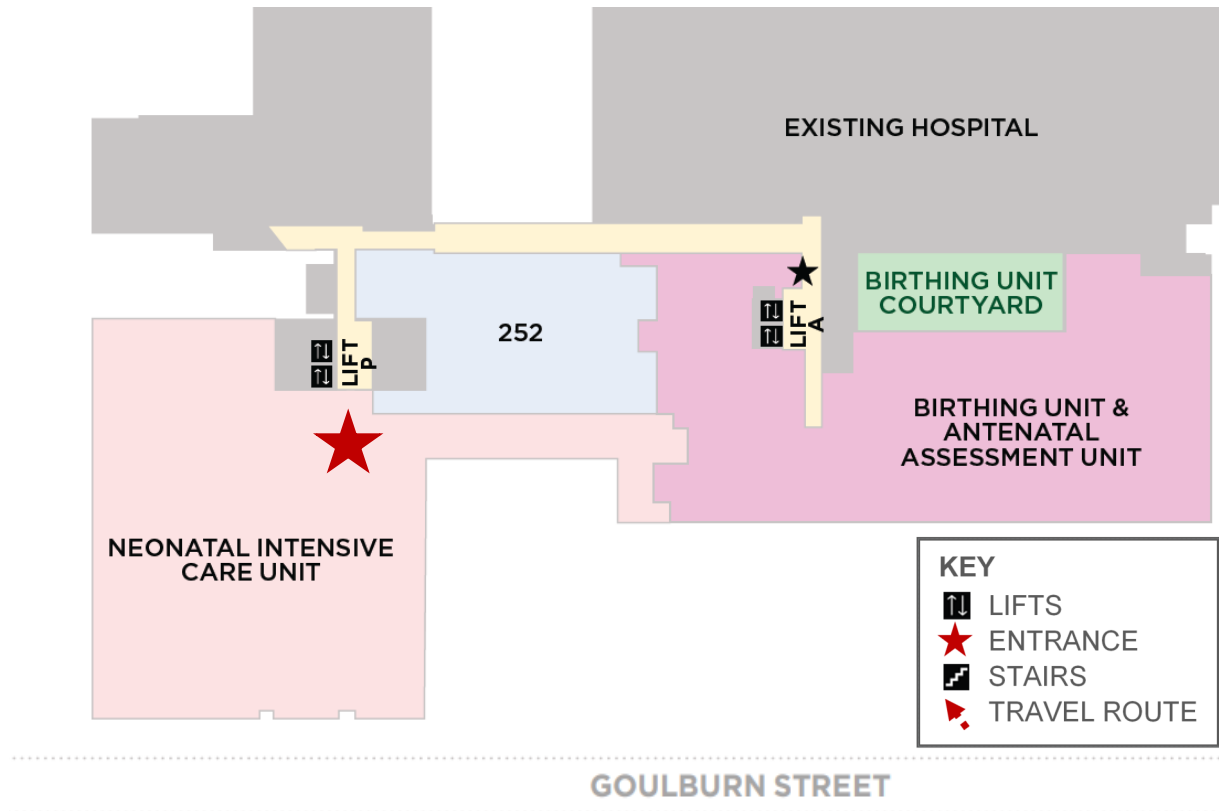 EXISTING HOSPITAL
BIRTHING UNIT
COURTYARD
252
LIFT
A
LIFT
P
BIRTHING UNIT &
ANTENATAL
ASSESSMENT UNIT
NEONATAL INTENSIVE
CARE UNIT
KEY
LIFTS
ENTRANCE
STAIRS
TRAVEL ROUTE
GOULBURN STREET